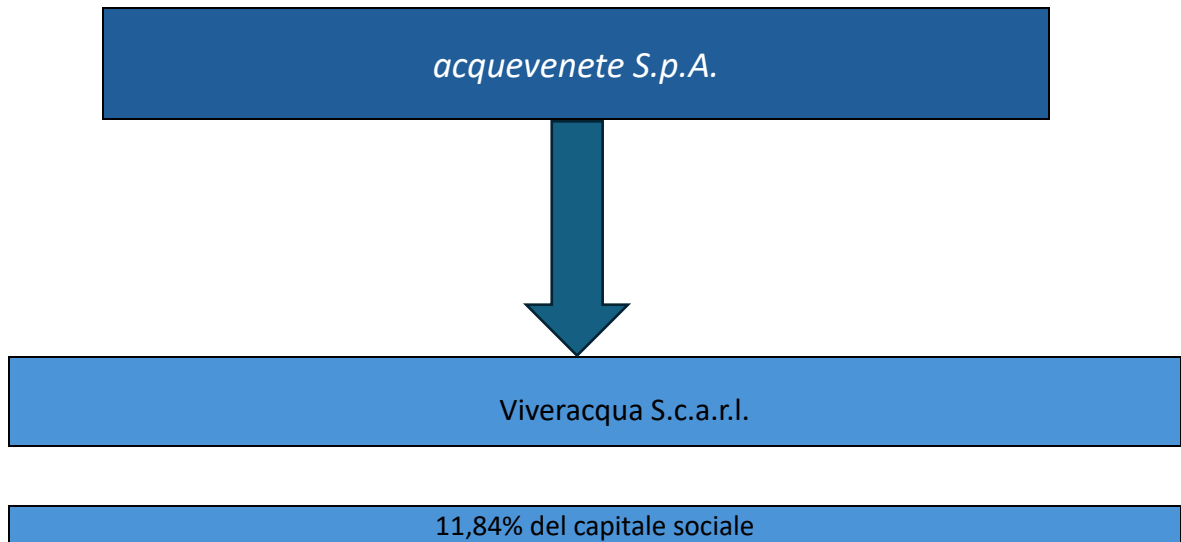 acquevenete S.p.A.
Viveracqua S.c.a.r.l.
11,84% del capitale sociale